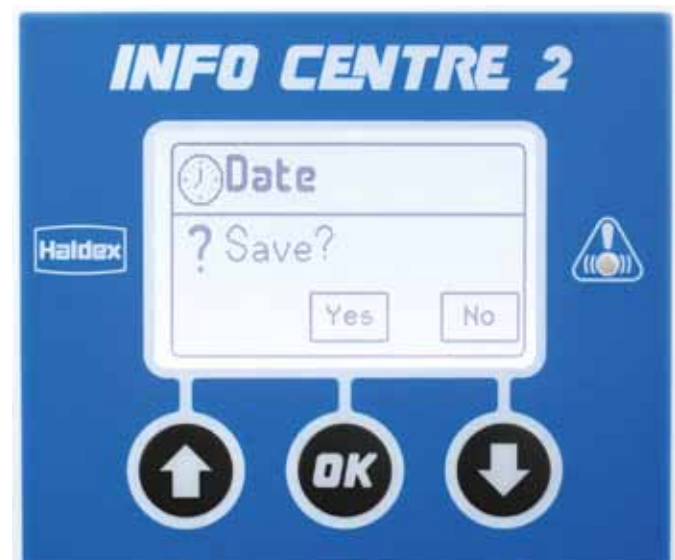 INFO CENTRE 2
Date
Haldex
? Save?
Yes No
OK